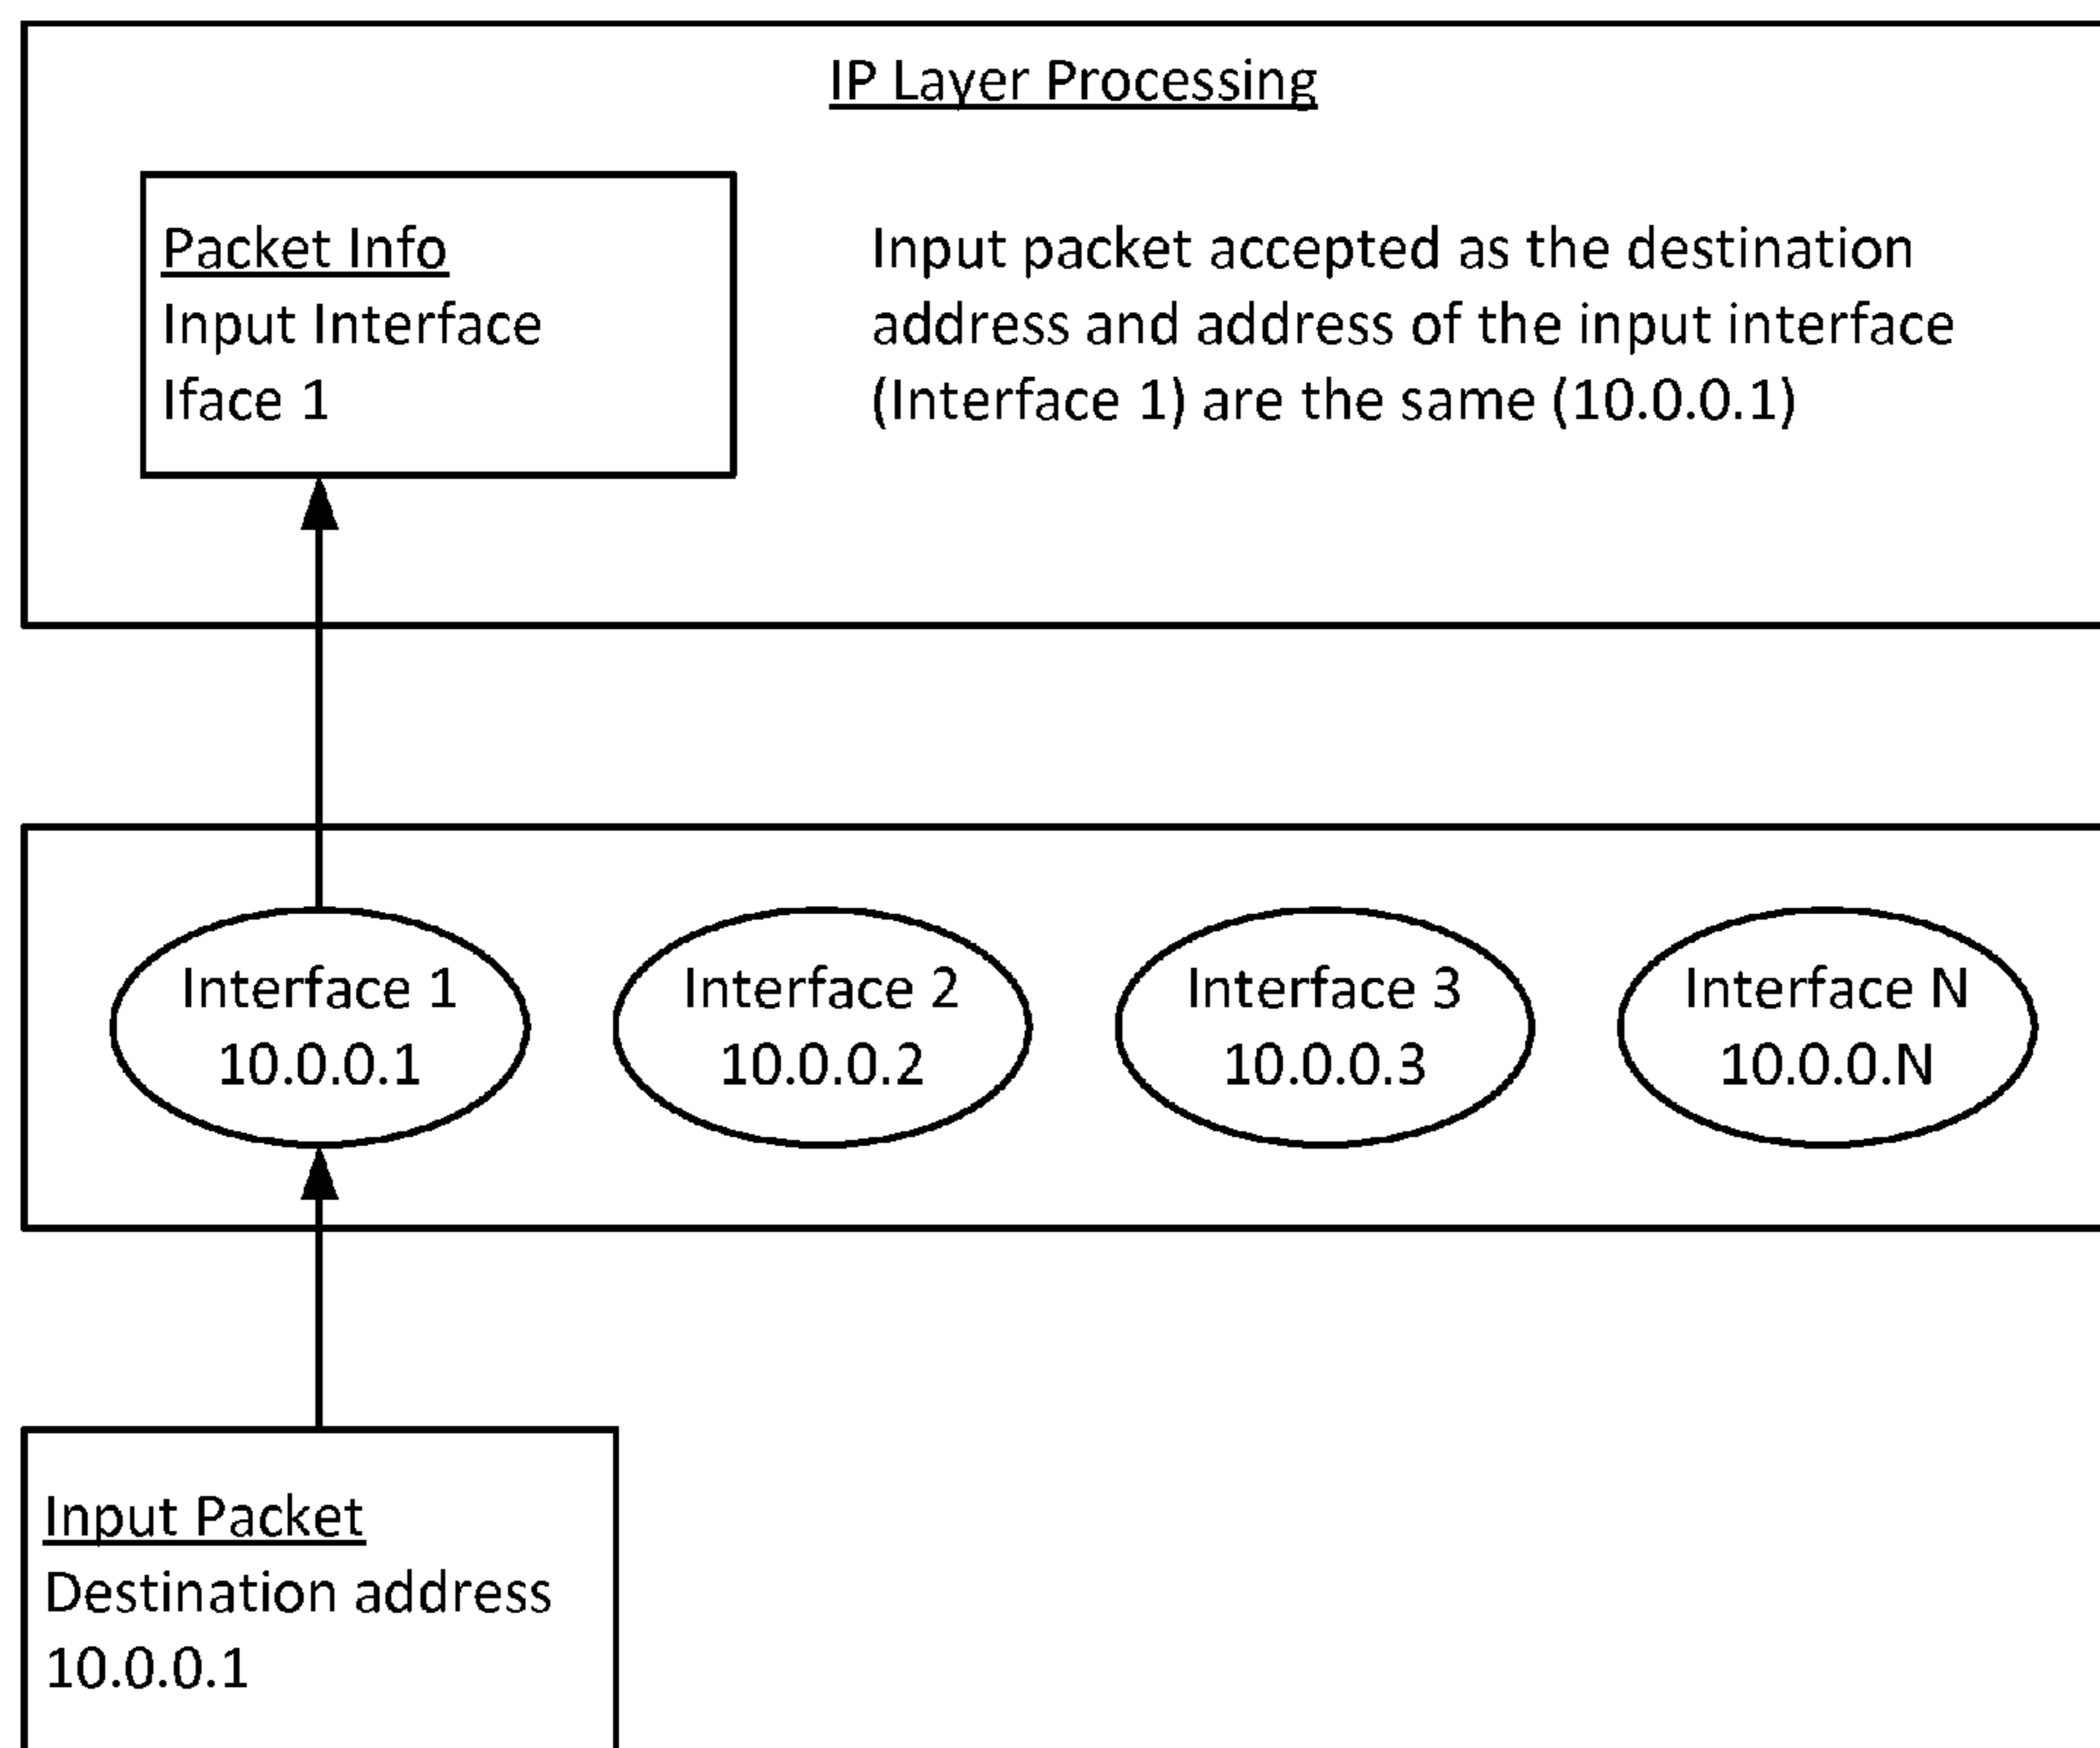 IP Layer Processing
Packet Info
Input Interface
Iface 1
Input packet accepted as the destination
address and address of the input interface
(Interface 1) are the same (10.0.0.1)
Interface 1
10.0.0.1
Interface 2
10.0.0.2
Interface 3
10.0.0.3
Interface N
10.0.0.N
Input Packet
Destination address
10.0.0.1